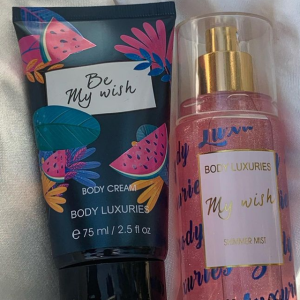 Be
My wish
BODY CREAM
BODY LUXURIES
e 75 ml / 2.5 fl oz
BODY LUXURIES
My wish
SHIMMER MIST